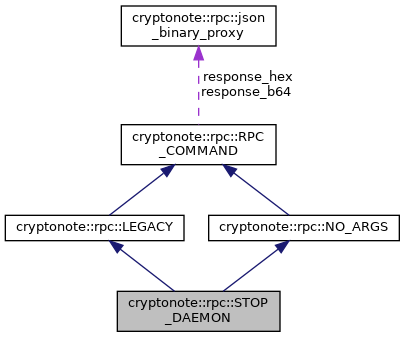 cryptonote::rpc::json
_binary_proxy
response_hex
response_b64
cryptonote::rpc::RPC
_COMMAND
cryptonote::rpc::LEGACY
cryptonote::rpc::NO_ARGS
cryptonote::rpc::STOP
_DAEMON